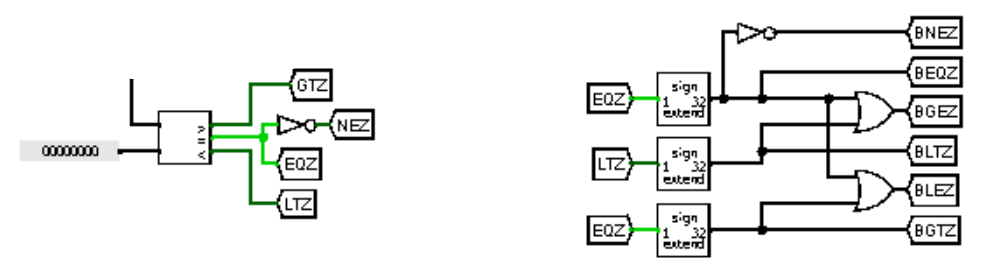 GTZ
>
=
<
NEZ
00000000
EQZ
LTZ
BNEZ
EQZ
sign
1 32
extend
BEQZ
BGEZ
LTZ
sign
1 32
extend
BLTZ
BLEZ
EQZ
sign
1 32
extend
BGTZ